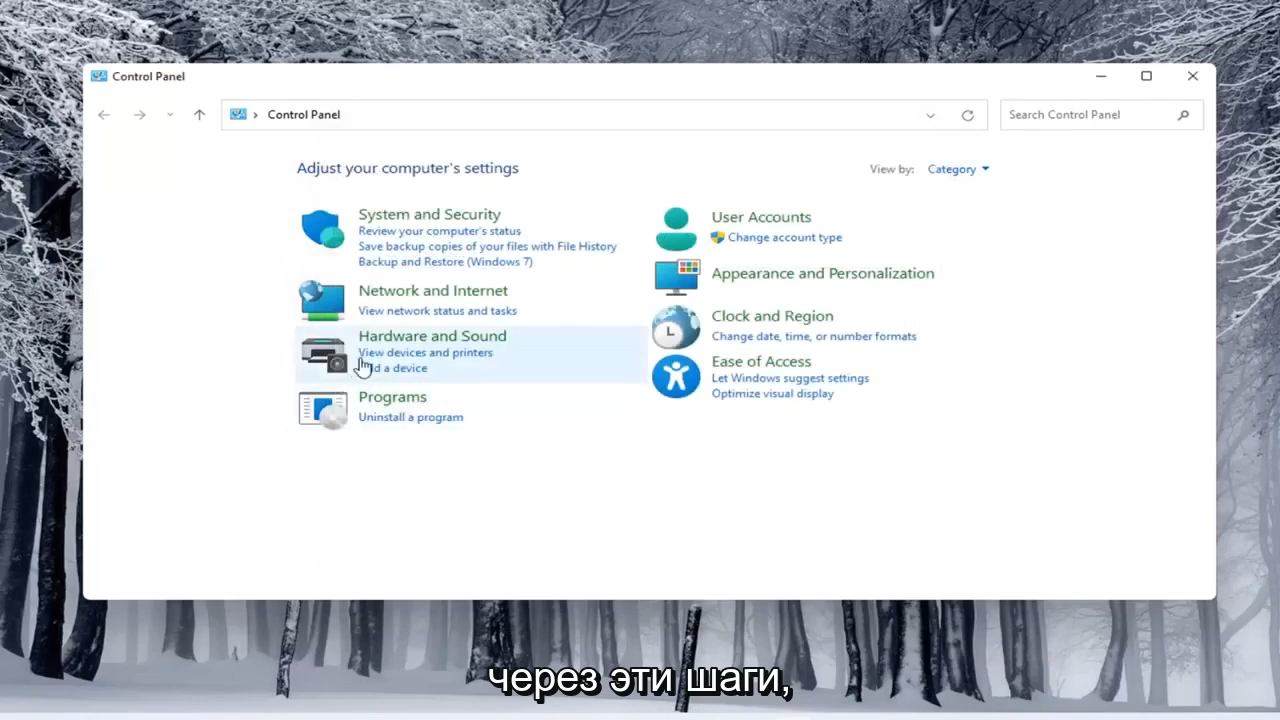 Control Panel
Control Panel
Search Control Panel
Adjust your computer's settings
View by: Category
System and Security
Review your computer's status
Save backup copies of your files with File History
Backup and Restore (Windows 7)
Network and Internet
View network status and tasks
Hardware and Sound
View devices and printers
a device
Programs
Uninstall a program
User Accounts
Change account type
Appearance and Personalization
Clock and Region
Change date, time, or number formats
Ease of Access
Let Windows suggest settings
Optimize visual display
через эти шаги,